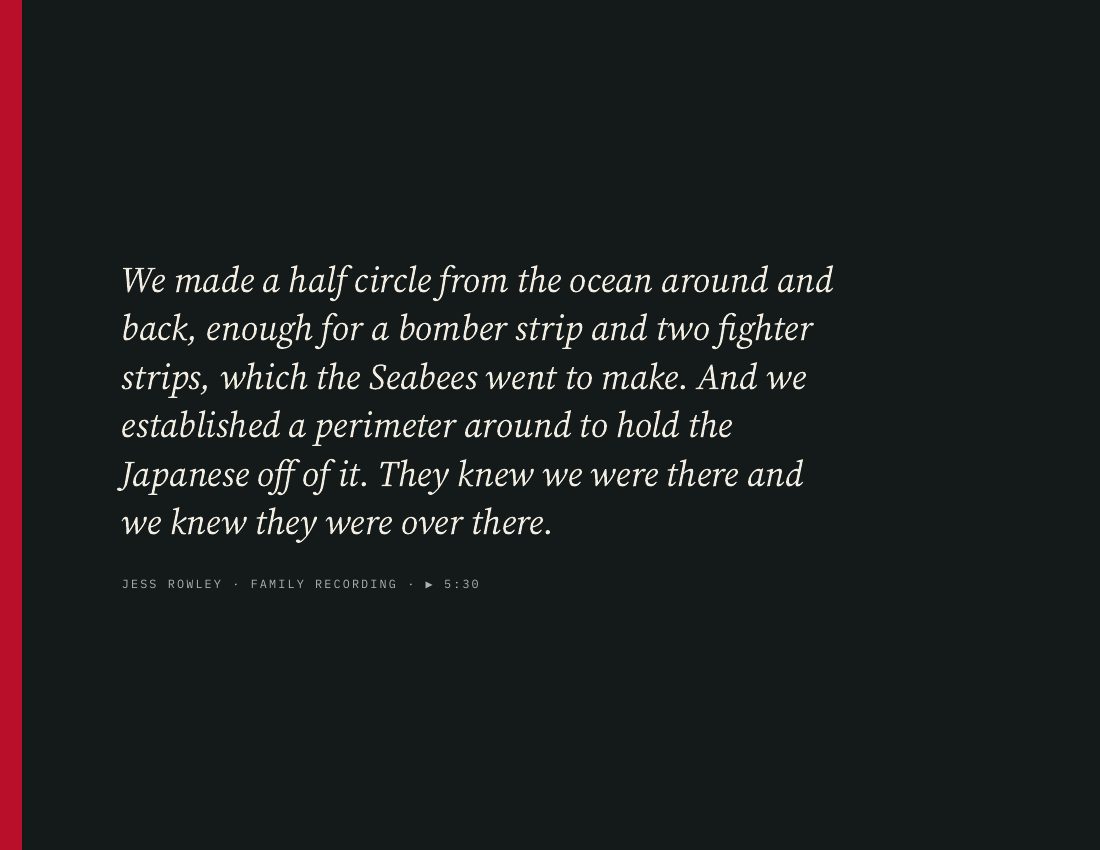 We made a half circle from the ocean around and
back, enough for a bomber strip and two fighter
strips, which the Seabees went to make. And we
established a perimeter around to hold the
Japanese off of it. They knew we were there and
we knew they were over there.
JESS ROWLEY · FAMILY RECORDING · ▶ 5:30